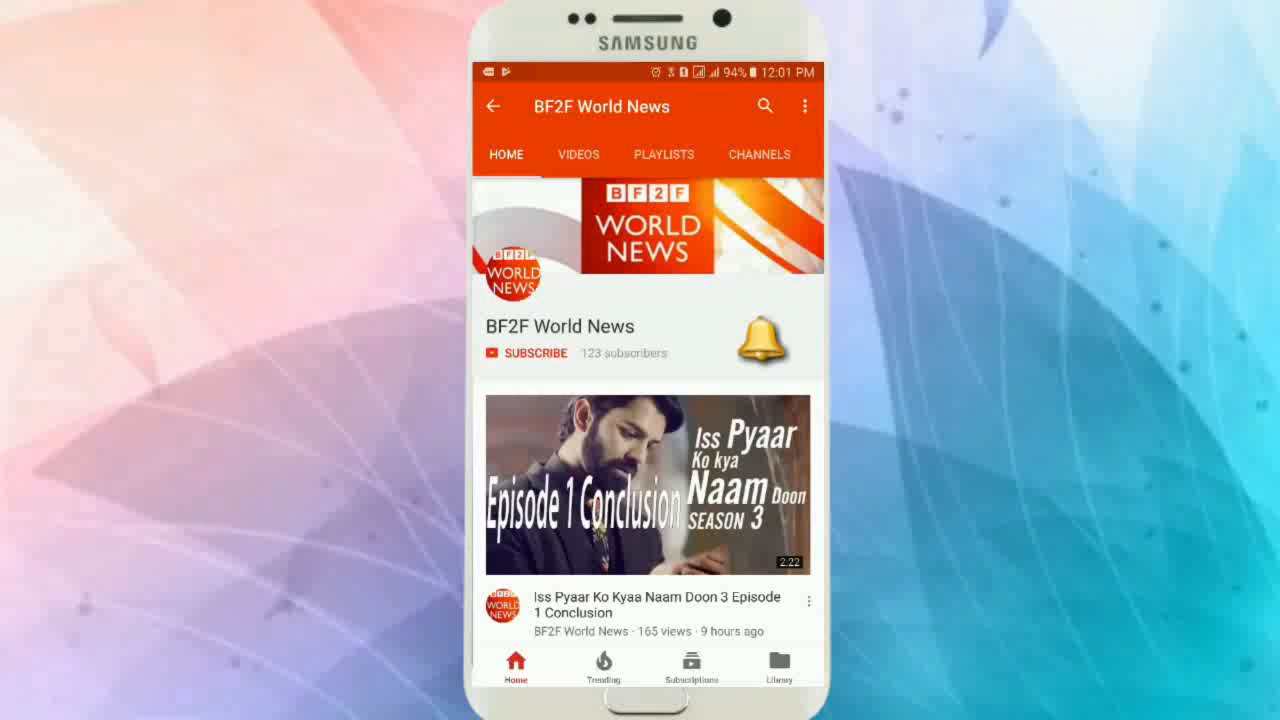 SAMSUNG
94% 12:01 PM
BF2F World News
HOME VIDEOS PLAYLISTS CHANNELS
BF2F
WORLD
NEWS
BF2F
WORLD
NEWS
BF2F World News
SUBSCRIBE 123 subscribers
Iss Pyaar
Ko kya
Naam Doon
SEASON 3
Episode 1 Conclusion
2:22
BF2F
WORLD
NEWS
Iss Pyaar Ko Kyaa Naam Doon 3 Episode
1 Conclusion
BF2F World News · 165 views · 9 hours ago
Home Trending Subscriptions Library